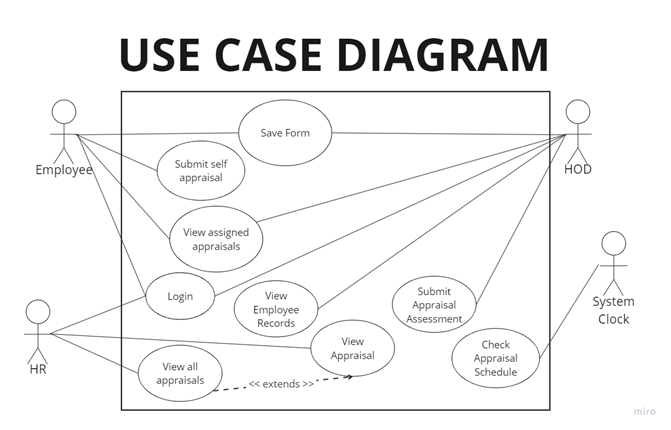 USE CASE DIAGRAM
Save Form
Employee
HOD
Submit self
appraisal
View assigned
appraisals
Login
View
Employee
Records
Submit
Appraisal
Assessment
System
Clock
HR
View
Appraisal
Check
Appraisal
Schedule
View all
appraisals
<< extends >>
miro